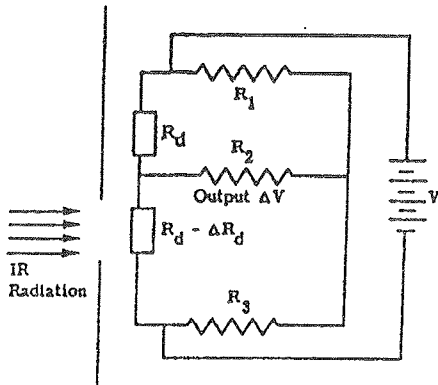 R1
Rd
R2
Output ΔV
V
Rd - ΔRd
IR
Radiation
R3